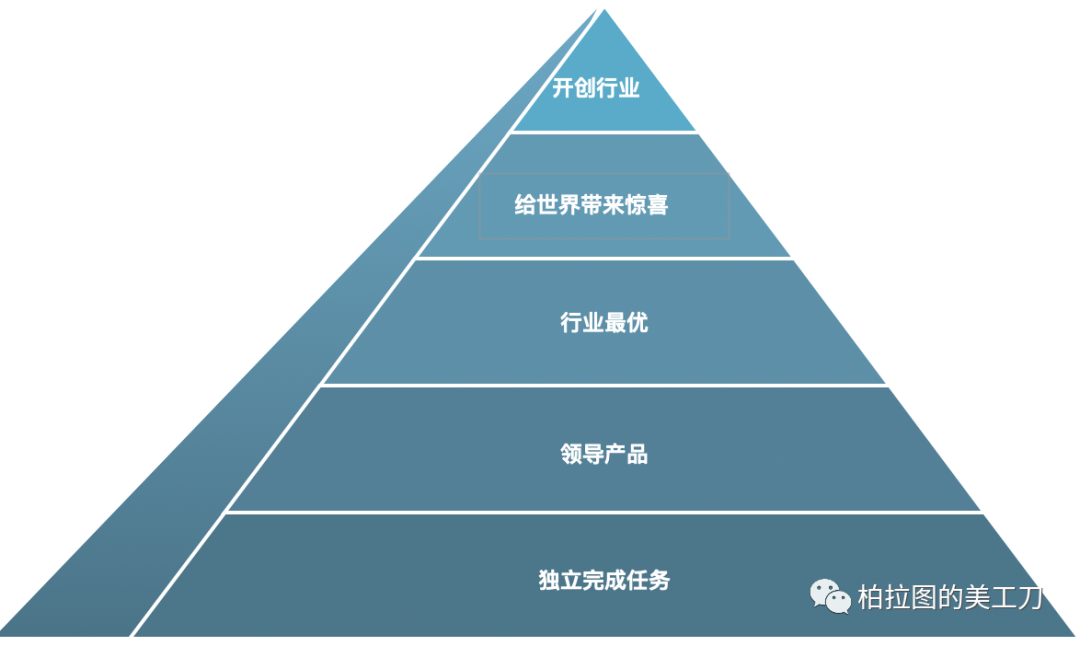 开创行业
给世界带来惊喜
行业最优
领导产品
独立完成任务
柏拉图的美工刀